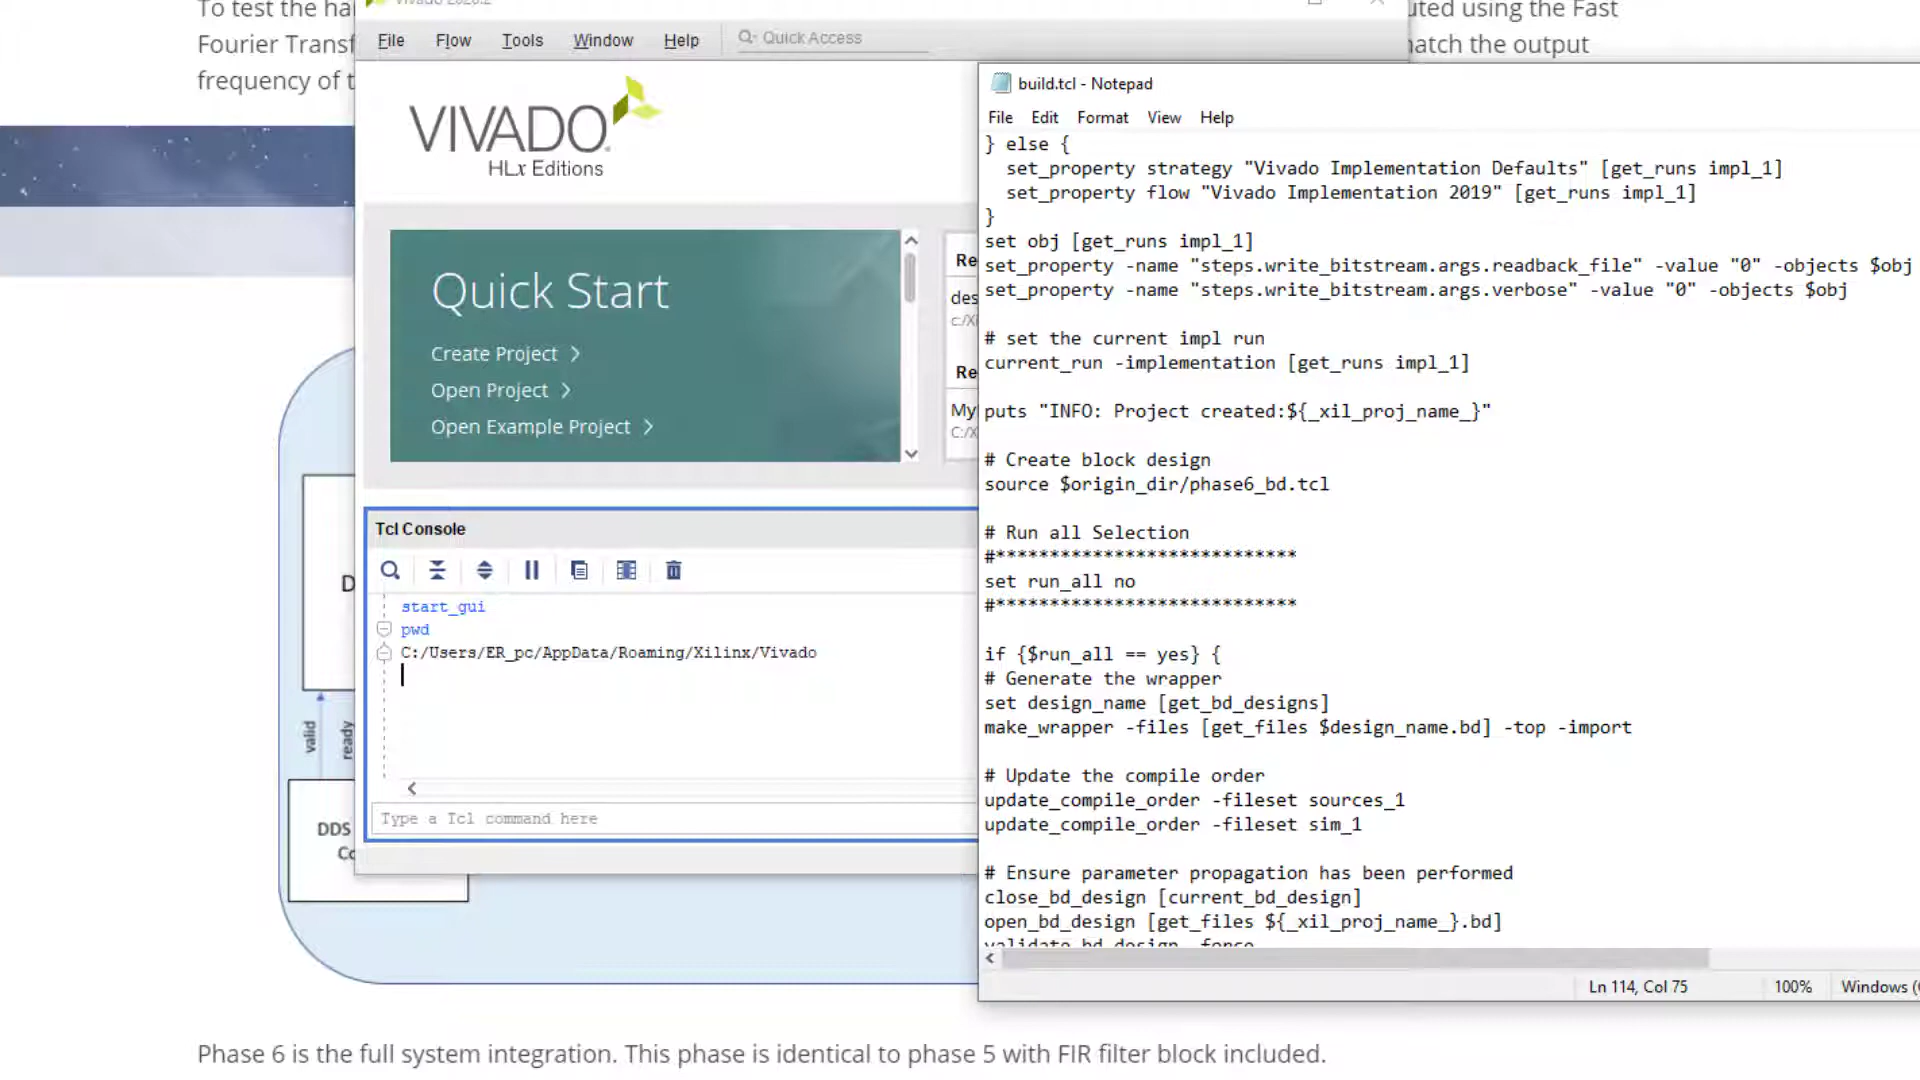 To test the ha
uted using the Fast
Fourier Transf
match the output
frequency of t
Vivado 2020.2
File Flow Tools Window Help
Quick Access
VIVADO
HLx Editions
Quick Start
Create Project
Open Project
Open Example Project
Re
des
c:/Xi
Re
My
C:/X
Tcl Console
start_gui
pwd
C:/Users/ER_pc/AppData/Roaming/Xilinx/Vivado
Type a Tcl command here
D
valid
ready
DDS
Co
build.tcl - Notepad
File Edit Format View Help
} else {
set_property strategy "Vivado Implementation Defaults" [get_runs impl_1]
set_property flow "Vivado Implementation 2019" [get_runs impl_1]
}
set obj [get_runs impl_1]
set_property -name "steps.write_bitstream.args.readback_file" -value "0" -objects $obj
set_property -name "steps.write_bitstream.args.verbose" -value "0" -objects $obj
# set the current impl run
current_run -implementation [get_runs impl_1]
puts "INFO: Project created:${_xil_proj_name_}"
# Create block design
source $origin_dir/phase6_bd.tcl
# Run all Selection
#****************************
set run_all no
#****************************
if {$run_all == yes} {
# Generate the wrapper
set design_name [get_bd_designs]
make_wrapper -files [get_files $design_name.bd] -top -import
# Update the compile order
update_compile_order -fileset sources_1
update_compile_order -fileset sim_1
# Ensure parameter propagation has been performed
close_bd_design [current_bd_design]
open_bd_design [get_files ${_xil_proj_name_}.bd]
validate_bd_design -force
Ln 114, Col 75
100%
Windows (
Phase 6 is the full system integration. This phase is identical to phase 5 with FIR filter block included.